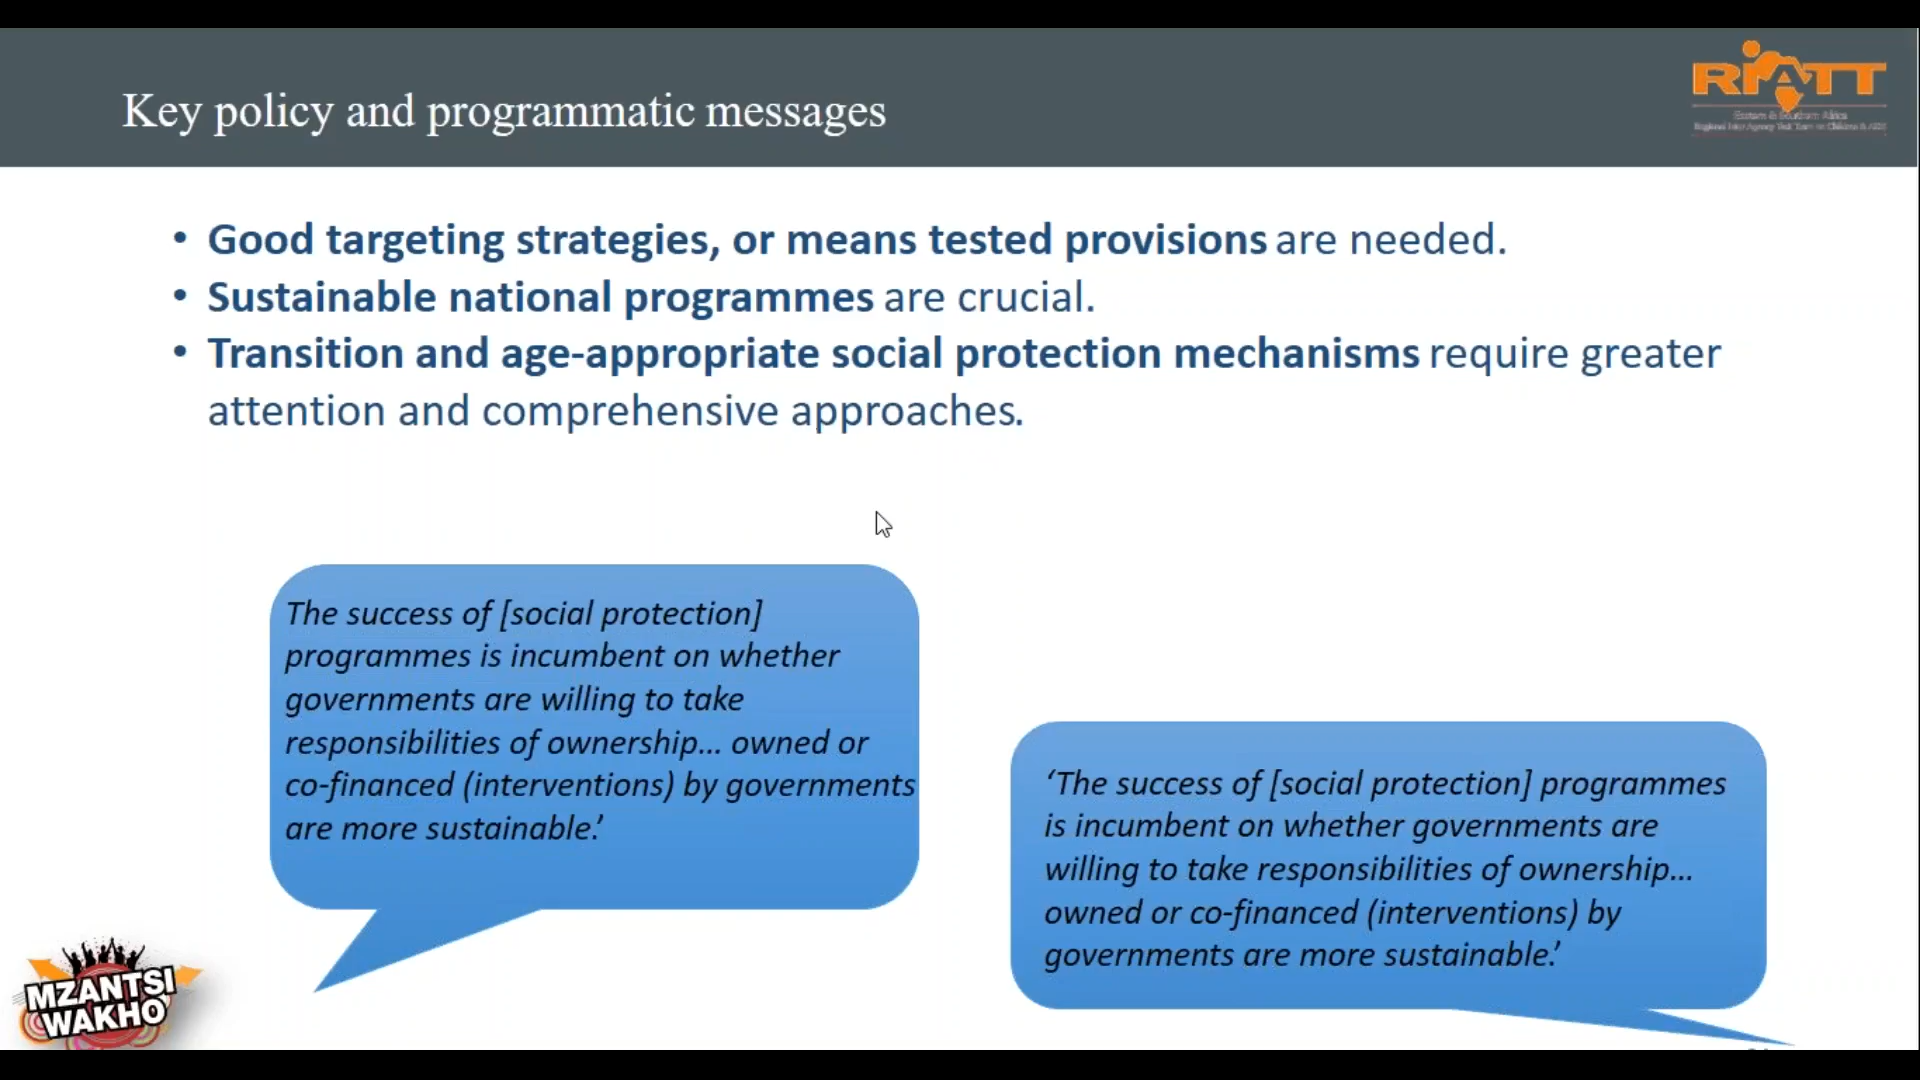 Key policy and programmatic messages
RIATT
Eastern & Southern Africa
Regional Inter Agency Task Team on Children & AIDS
• Good targeting strategies, or means tested provisions are needed.
• Sustainable national programmes are crucial.
• Transition and age-appropriate social protection mechanisms require greater
attention and comprehensive approaches.
The success of [social protection]
programmes is incumbent on whether
governments are willing to take
responsibilities of ownership... owned or
co-financed (interventions) by governments
are more sustainable.’
‘The success of [social protection] programmes
is incumbent on whether governments are
willing to take responsibilities of ownership...
owned or co-financed (interventions) by
governments are more sustainable.’
MZANTSI
WAKHO